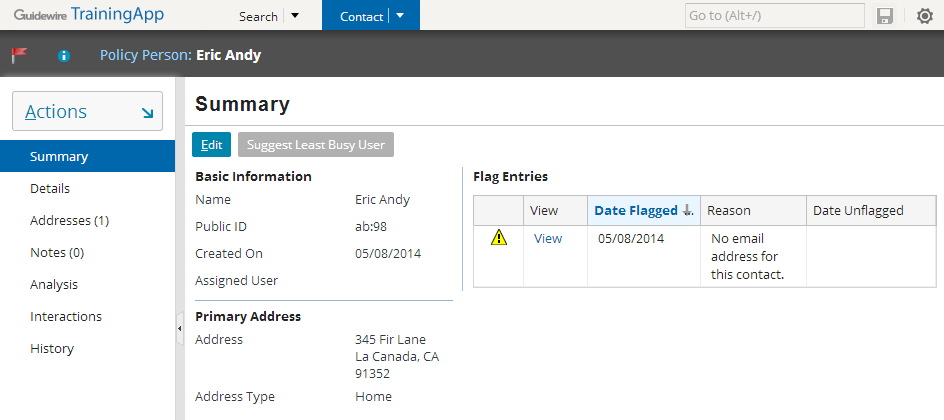 Guidewire TrainingApp
Search
Contact
Go to (Alt+/)
Policy Person: Eric Andy
Actions
Summary
Details
Addresses (1)
Notes (0)
Analysis
Interactions
History
Summary
Edit
Suggest Least Busy User
Basic Information
Name Eric Andy
Public ID ab:98
Created On 05/08/2014
Assigned User
Primary Address
Address 345 Fir Lane
La Canada, CA
91352
Address Type Home
Flag Entries
View Date Flagged Reason Date Unflagged
View 05/08/2014 No email
address for
this contact.